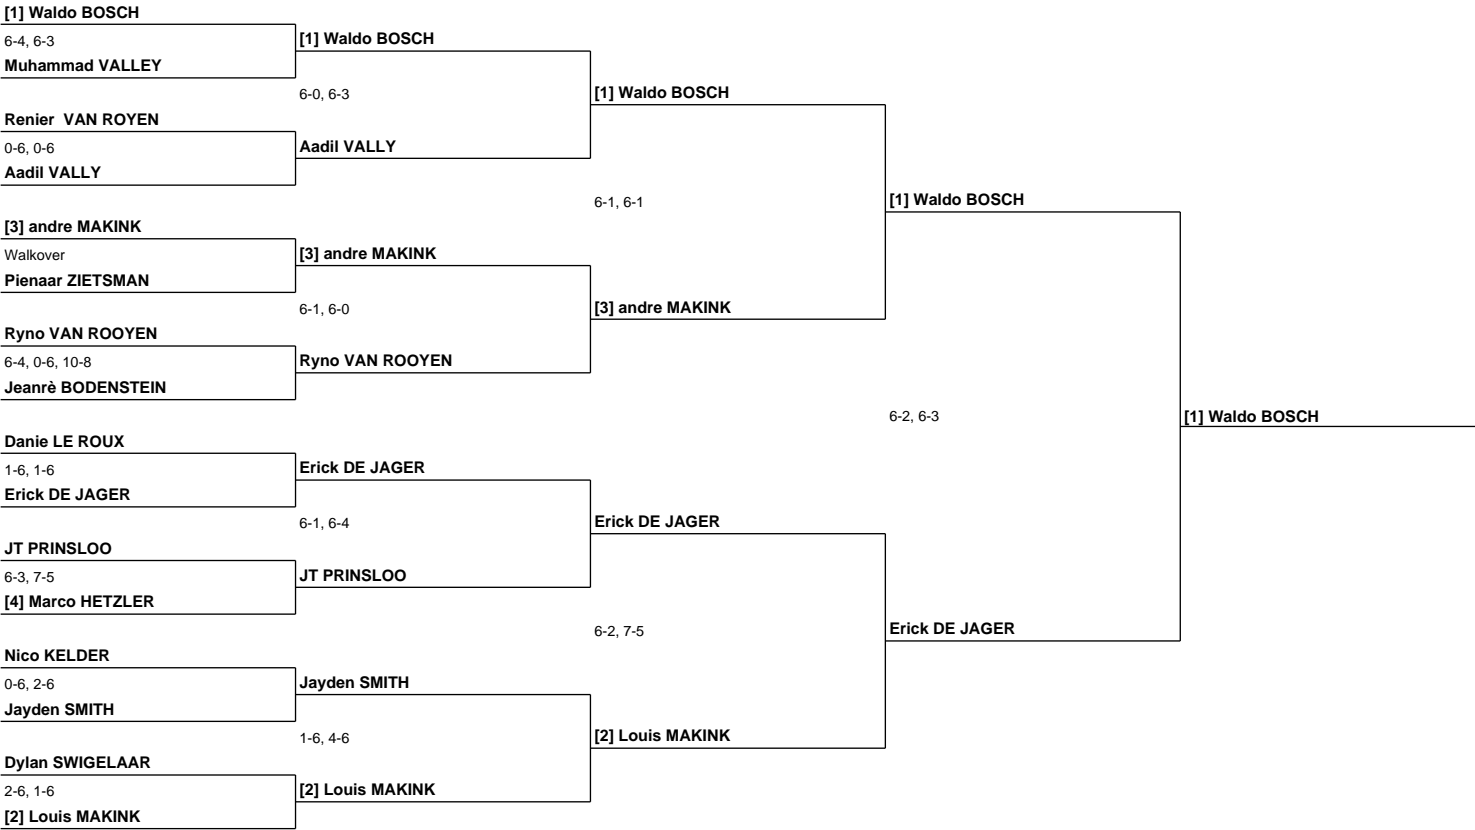 [1] Waldo BOSCH
6-4, 6-3
Muhammad VALLEY
Renier  VAN ROYEN
0-6, 0-6
Aadil VALLY
[3] andre MAKINK
Walkover
Pienaar ZIETSMAN
Ryno VAN ROOYEN
6-4, 0-6, 10-8
Jeanrè BODENSTEIN
Danie LE ROUX
1-6, 1-6
Erick DE JAGER
JT PRINSLOO
6-3, 7-5
[4] Marco HETZLER
Nico KELDER
0-6, 2-6
Jayden SMITH
Dylan SWIGELAAR
2-6, 1-6
[2] Louis MAKINK
[1] Waldo BOSCH
6-0, 6-3
Aadil VALLY
[3] andre MAKINK
6-1, 6-0
Ryno VAN ROOYEN
Erick DE JAGER
6-1, 6-4
JT PRINSLOO
Jayden SMITH
1-6, 4-6
[2] Louis MAKINK
[1] Waldo BOSCH
6-1, 6-1
[3] andre MAKINK
Erick DE JAGER
6-2, 7-5
[2] Louis MAKINK
[1] Waldo BOSCH
6-2, 6-3
Erick DE JAGER
[1] Waldo BOSCH